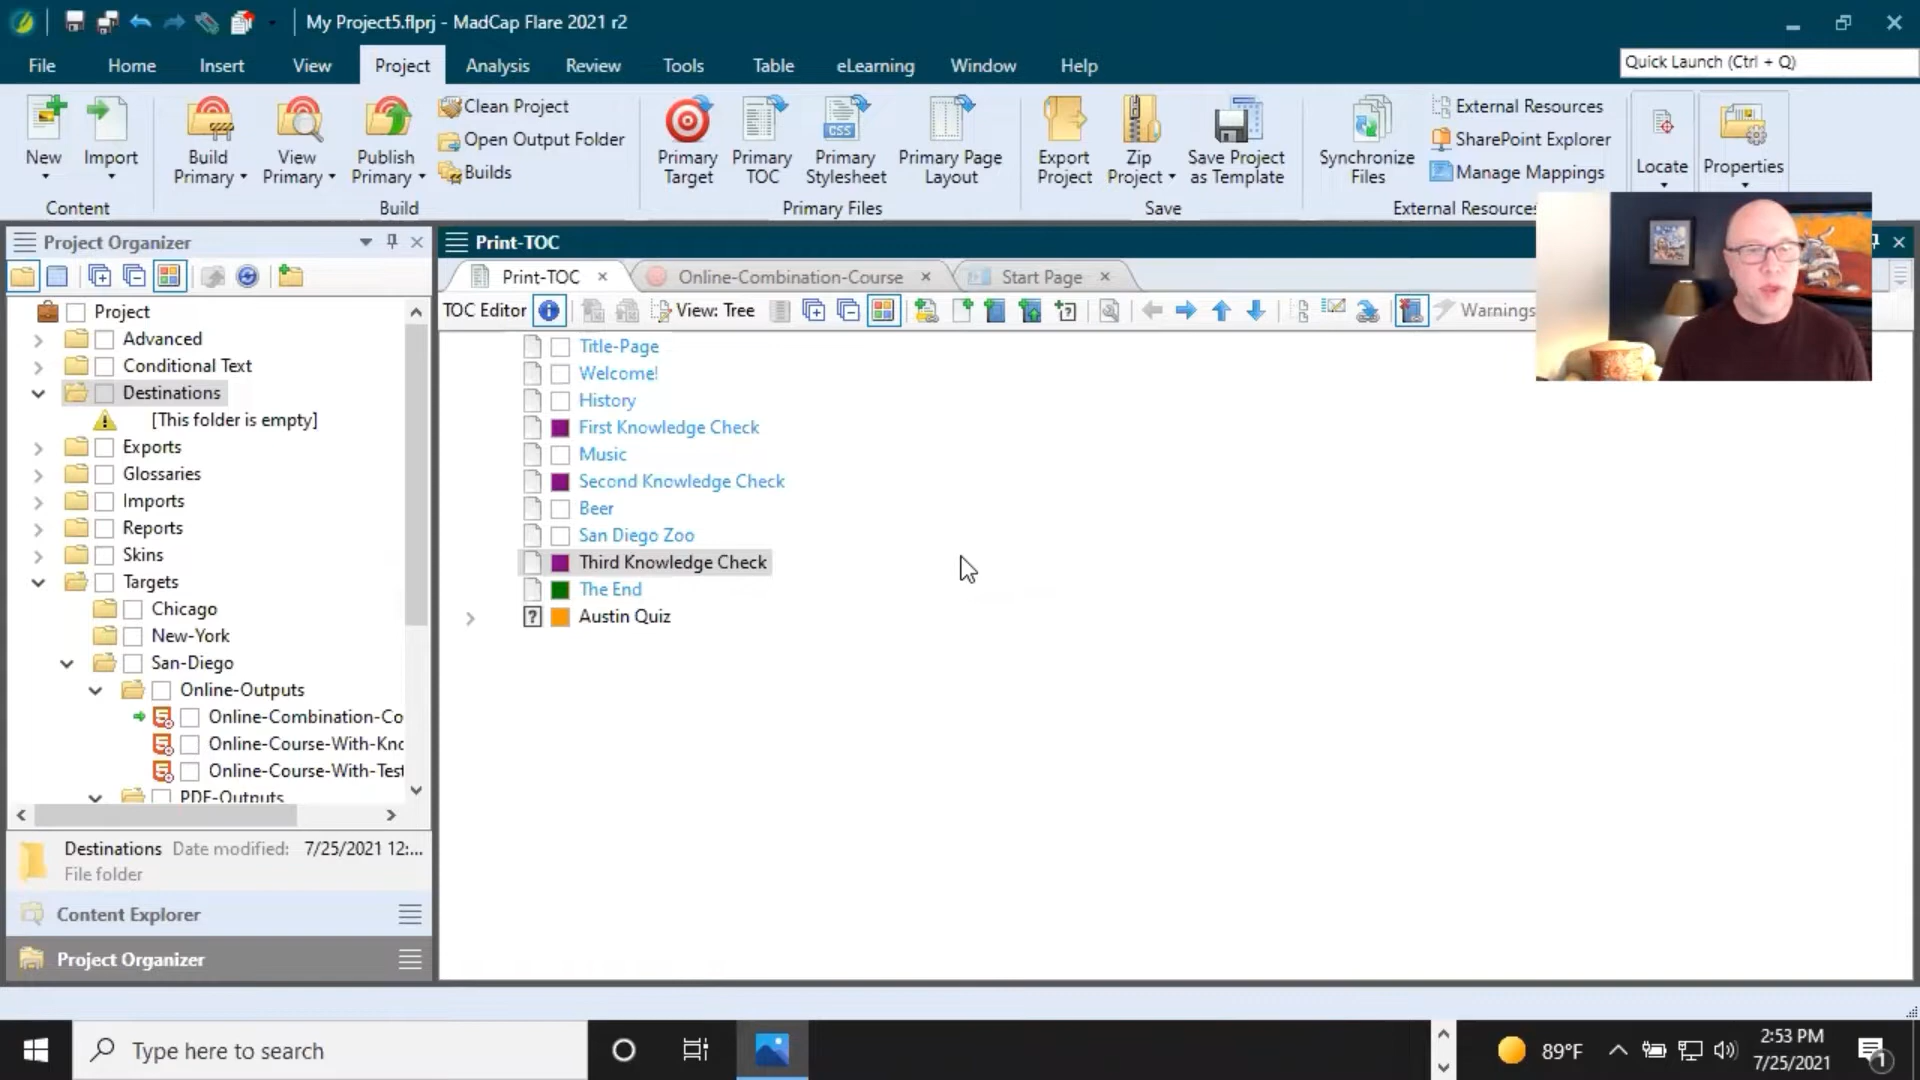 My Project5.flprj - MadCap Flare 2021 r2
File Home Insert View Project Analysis Review Tools Table eLearning Window Help
Quick Launch (Ctrl + Q)
New
Import
Content
Build Primary
View Primary
Publish Primary
Clean Project
Open Output Folder
Builds
Build
Primary Target
Primary TOC
CSS
Primary Stylesheet
Primary Page Layout
Primary Files
Export Project
Zip Project
Save Project as Template
Save
Synchronize Files
External Resources
SharePoint Explorer
Manage Mappings
External Resources
Locate
Properties
Project Organizer
Project
Advanced
Conditional Text
Destinations
[This folder is empty]
Exports
Glossaries
Imports
Reports
Skins
Targets
Chicago
New-York
San-Diego
Online-Outputs
Online-Combination-Co
Online-Course-With-Knc
Online-Course-With-Test
PDF-Outputs
Destinations Date modified: 7/25/2021 12:...
File folder
Content Explorer
Project Organizer
Print-TOC
Print-TOC
Online-Combination-Course
Start Page
TOC Editor
View: Tree
Warnings
Title-Page
Welcome!
History
First Knowledge Check
Music
Second Knowledge Check
Beer
San Diego Zoo
Third Knowledge Check
The End
? Austin Quiz
Type here to search
89°F
2:53 PM
7/25/2021
1